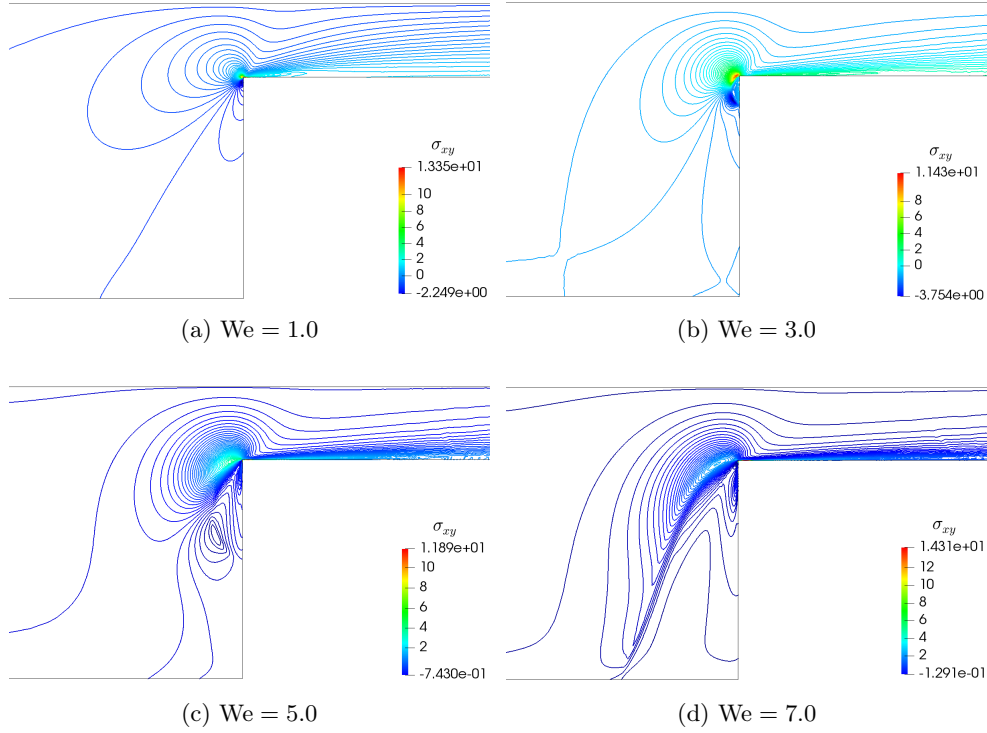 σxy
1.335e+01
10
8
6
4
2
0
-2.249e+00
(a) We = 1.0
σxy
1.143e+01
8
6
4
2
0
-3.754e+00
(b) We = 3.0
σxy
1.189e+01
10
8
6
4
2
-7.430e-01
(c) We = 5.0
σxy
1.431e+01
12
10
8
6
4
2
-1.291e-01
(d) We = 7.0